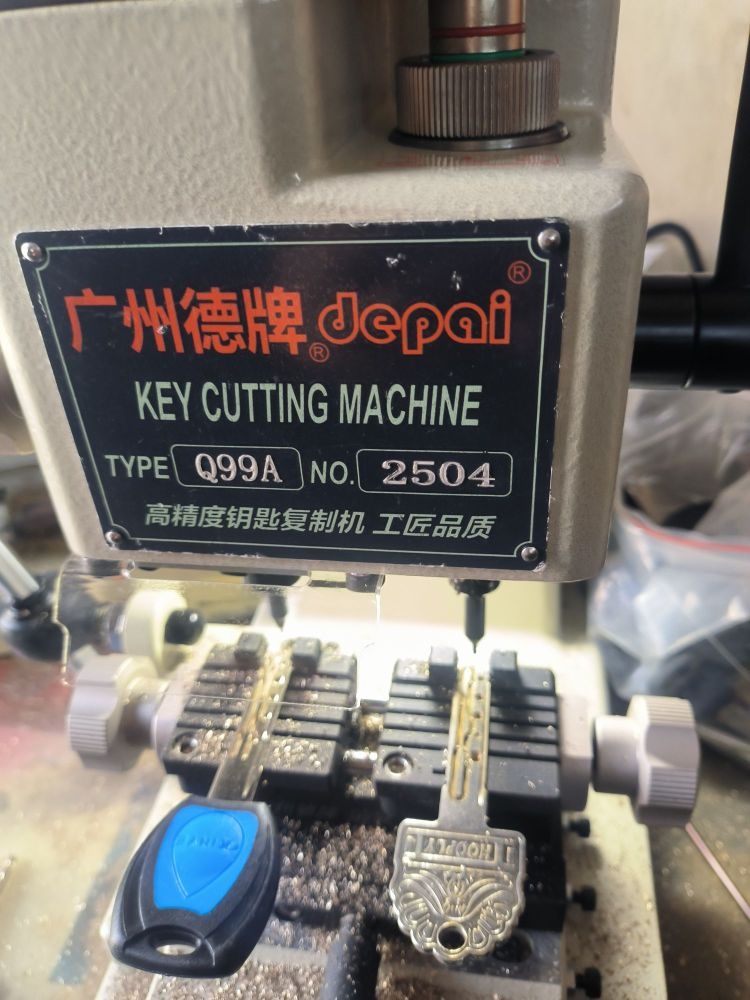 广州德牌® depai®
KEY CUTTING MACHINE
TYPE Q99A NO. 2504
高精度钥匙复制机 工匠品质
HOOPLY